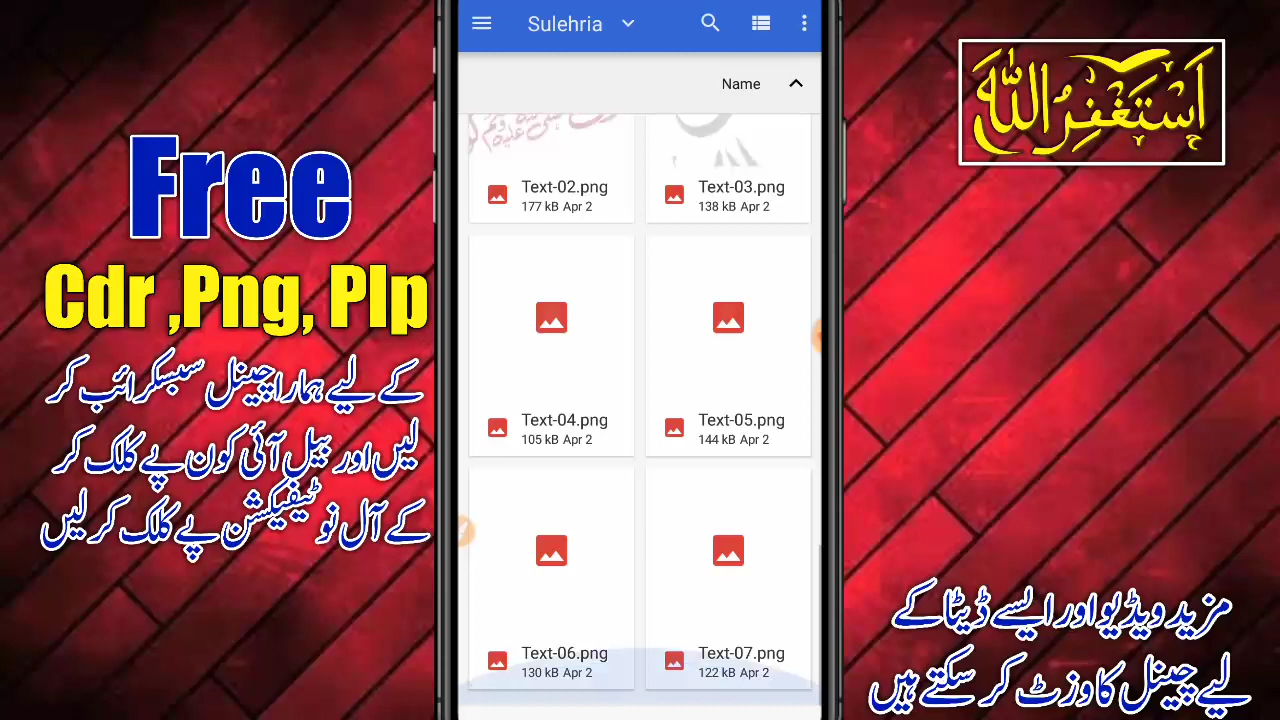 Free
Cdr ,Png, Plp
کے لیے ہمارا چینل سبسکرائب کر
لیں اور بیل آئی کون پے کلک کر
کے آل نوٹیفیکشن پے کلک کر لیں
Sulehria
Name
Text-02.png
177 kB Apr 2
Text-03.png
138 kB Apr 2
Text-04.png
105 kB Apr 2
Text-05.png
144 kB Apr 2
Text-06.png
130 kB Apr 2
Text-07.png
122 kB Apr 2
اَسْتَغْفِرُاللّٰہَ
مزید ویڈیو اور ایسے ڈیٹا کے
لیے چینل کا وزٹ کر سکتے ہیں